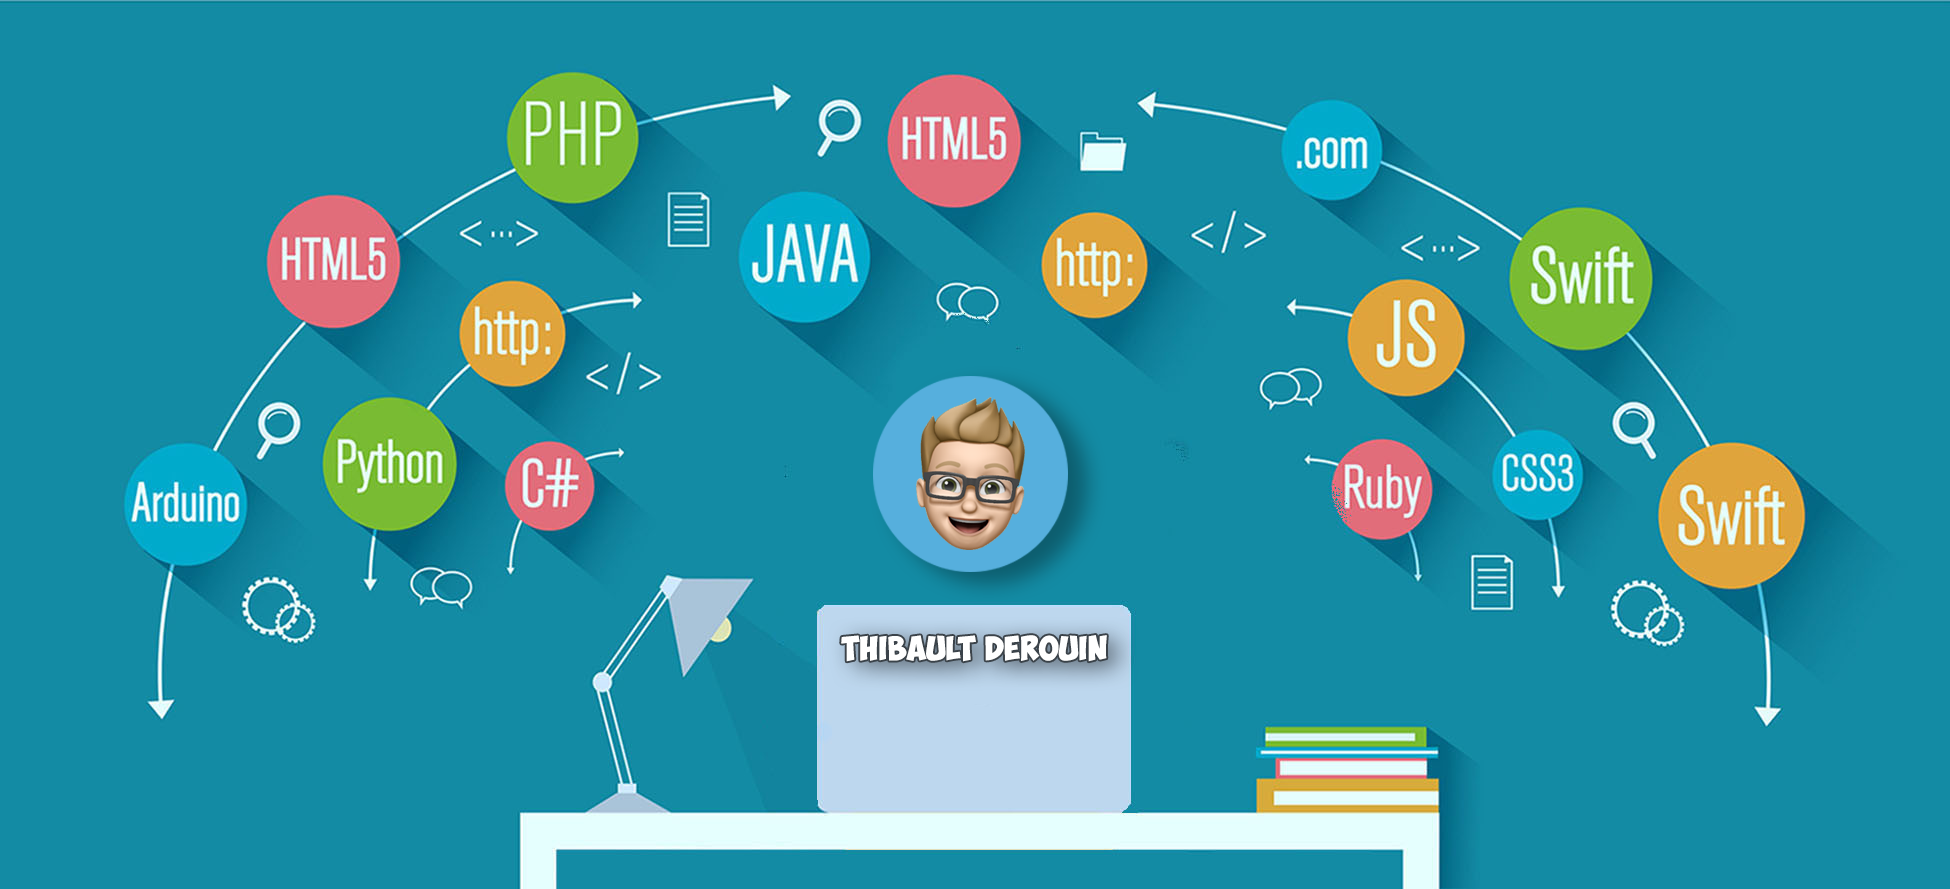 PHP
HTML5
.com
HTML5
JAVA
http:
Swift
http:
JS
</>
<...>
</>
<...>
Arduino
Python
C#
Ruby
CSS3
Swift
THIBAULT DEROUIN